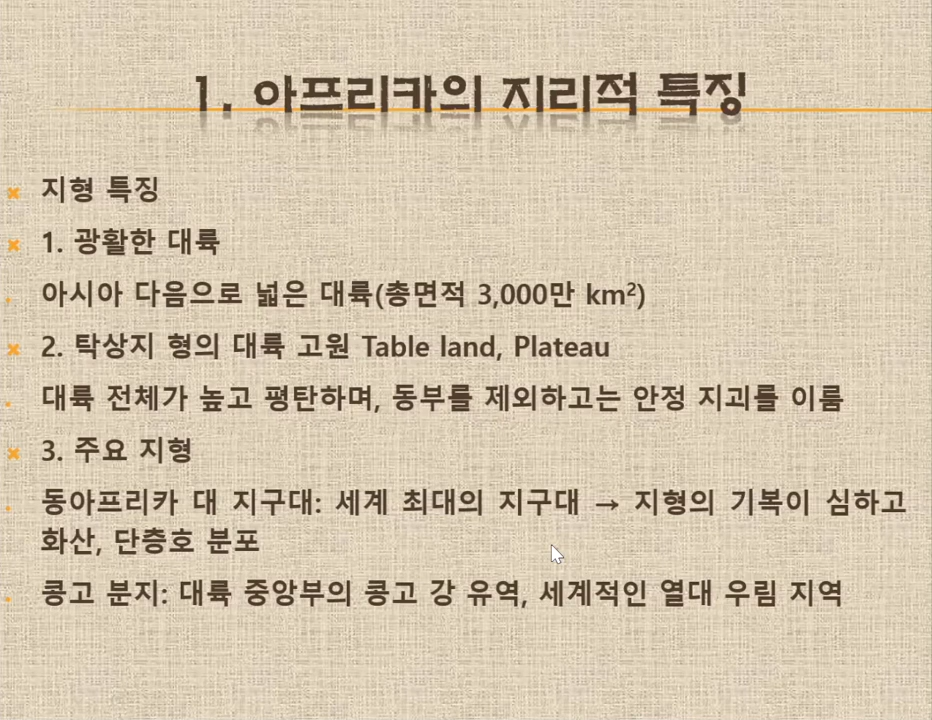 1. 아프리카의 지리적 특징
지형 특징
1. 광활한 대륙
아시아 다음으로 넓은 대륙(총면적 3,000만 km²)
2. 탁상지 형의 대륙 고원 Table land, Plateau
대륙 전체가 높고 평탄하며, 동부를 제외하고는 안정 지괴를 이룸
3. 주요 지형
동아프리카 대 지구대: 세계 최대의 지구대 → 지형의 기복이 심하고
화산, 단층호 분포
콩고 분지: 대륙 중앙부의 콩고 강 유역, 세계적인 열대 우림 지역